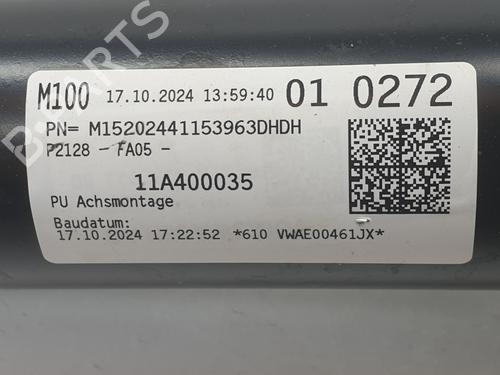 B-PARTS
M100 17.10.2024 13:59:40 01 0272
PN= M15202441153963DHDH
P2128 - FA05 -
11A400035
PU Achsmontage
Baudatum:
17.10.2024 17:22:52 *610 VWAE00461JX*